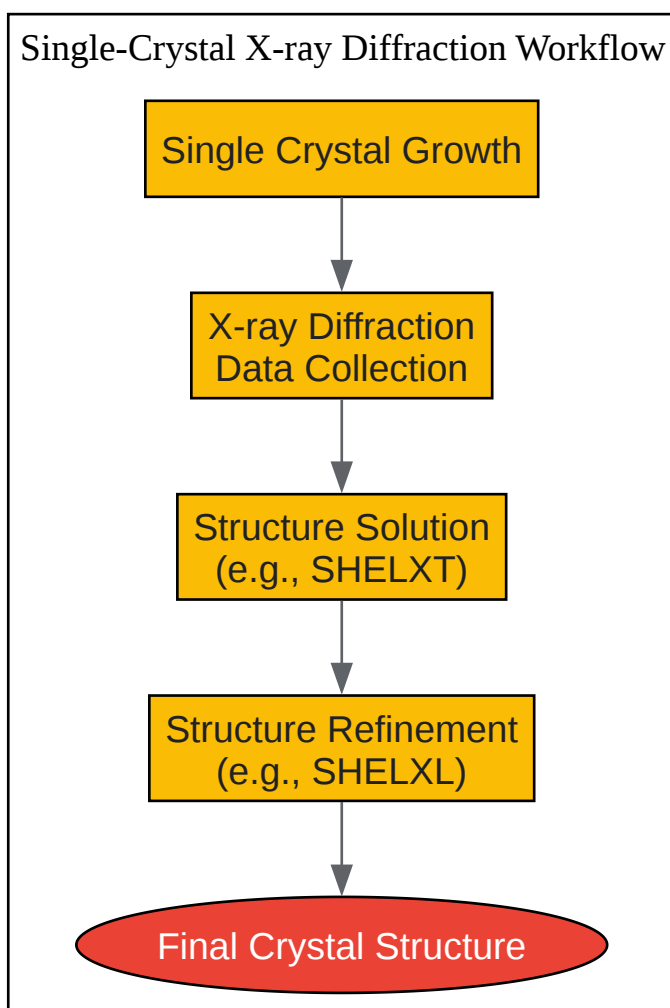 Single-Crystal X-ray Diffraction Workflow
Single Crystal Growth
X-ray Diffraction
Data Collection
Structure Solution
(e.g., SHELXT)
Structure Refinement
(e.g., SHELXL)
Final Crystal Structure